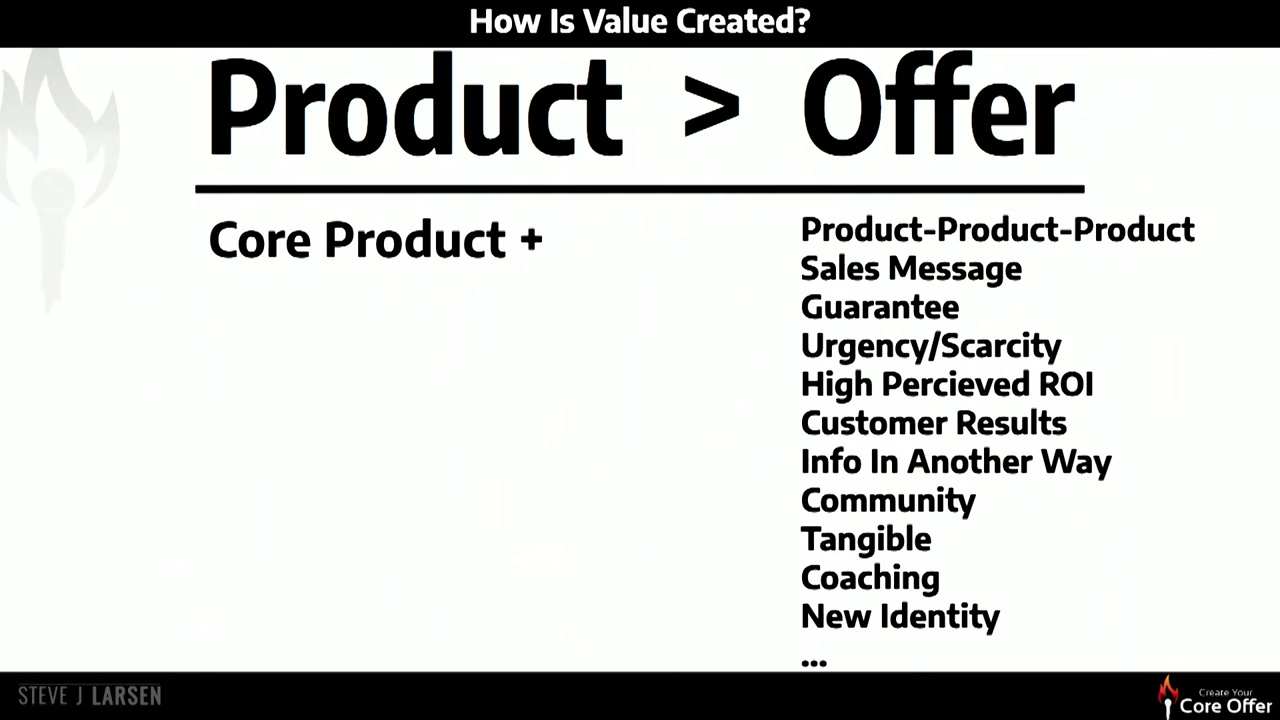 How Is Value Created?
Product > Offer
Core Product +
Product-Product-Product
Sales Message
Guarantee
Urgency/Scarcity
High Percieved ROI
Customer Results
Info In Another Way
Community
Tangible
Coaching
New Identity
...
STEVE J LARSEN
Create Your
Core Offer